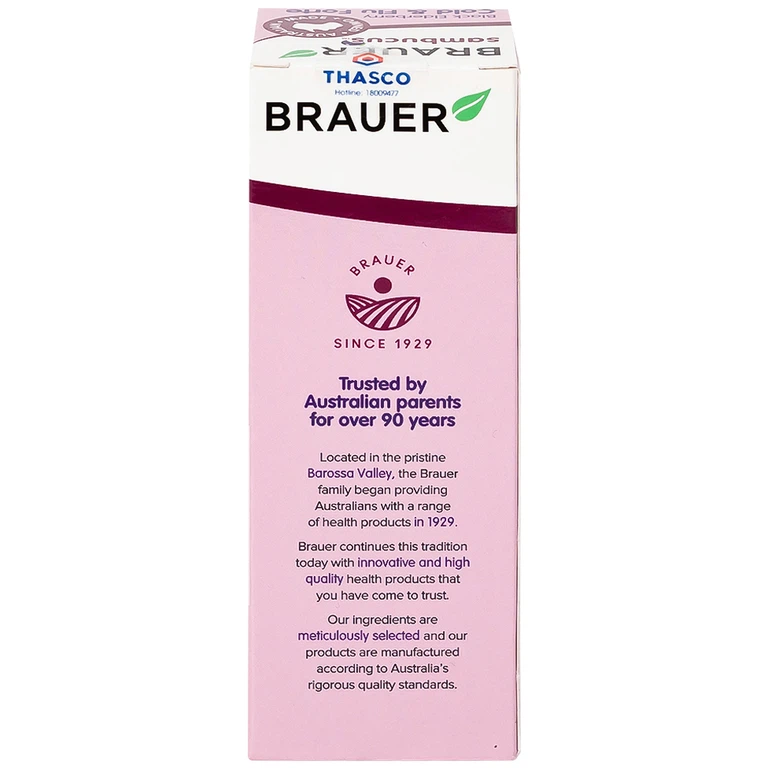 Black Elderberry
Cold & Flu Forte
sambucus
BRAUER
THASCO
Hotline: 18009477
BRAUER
BRAUER
SINCE 1929
Trusted by
Australian parents
for over 90 years
Located in the pristine
Barossa Valley, the Brauer
family began providing
Australians with a range
of health products in 1929.
Brauer continues this tradition
today with innovative and high
quality health products that
you have come to trust.
Our ingredients are
meticulously selected and our
products are manufactured
according to Australia's
rigorous quality standards.